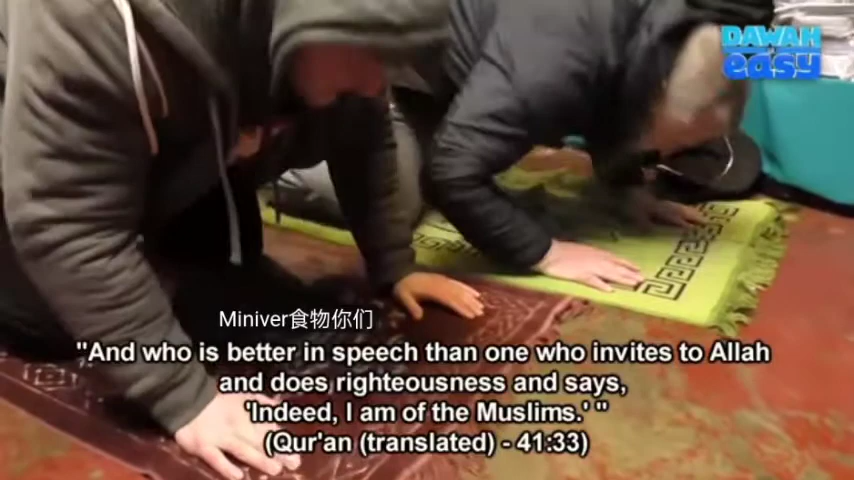 DAWAH
easy
Miniver食物你们
"And who is better in speech than one who invites to Allah
and does righteousness and says,
'Indeed, I am of the Muslims.' "
(Qur'an (translated) - 41:33)